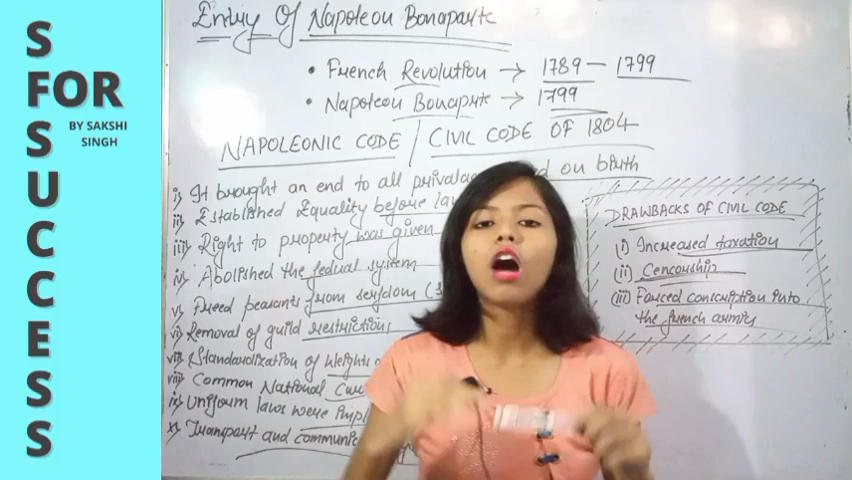 S FOR SUCCESS
BY SAKSHI
SINGH
Entry Of Napoleon Bonaparte
• French Revolution → 1789 — 1799
• Napoleon Bonaparte → 1799
NAPOLEONIC CODE / CIVIL CODE OF 1804
i) It brought an end to all on birth
ii) Established Equality before
iii) Right to property was given
iv) Abolished the fedual system
v) Freed peasants from serfdom
vi) Removal of guild restrictions
vii) Standardization of Weights
viii) Common National
ix) Uniform laws were
x) Transport and
DRAWBACKS OF CIVIL CODE
(i) Increased taxation
(ii) Cencorship
(iii) Forced conscription into
the french army